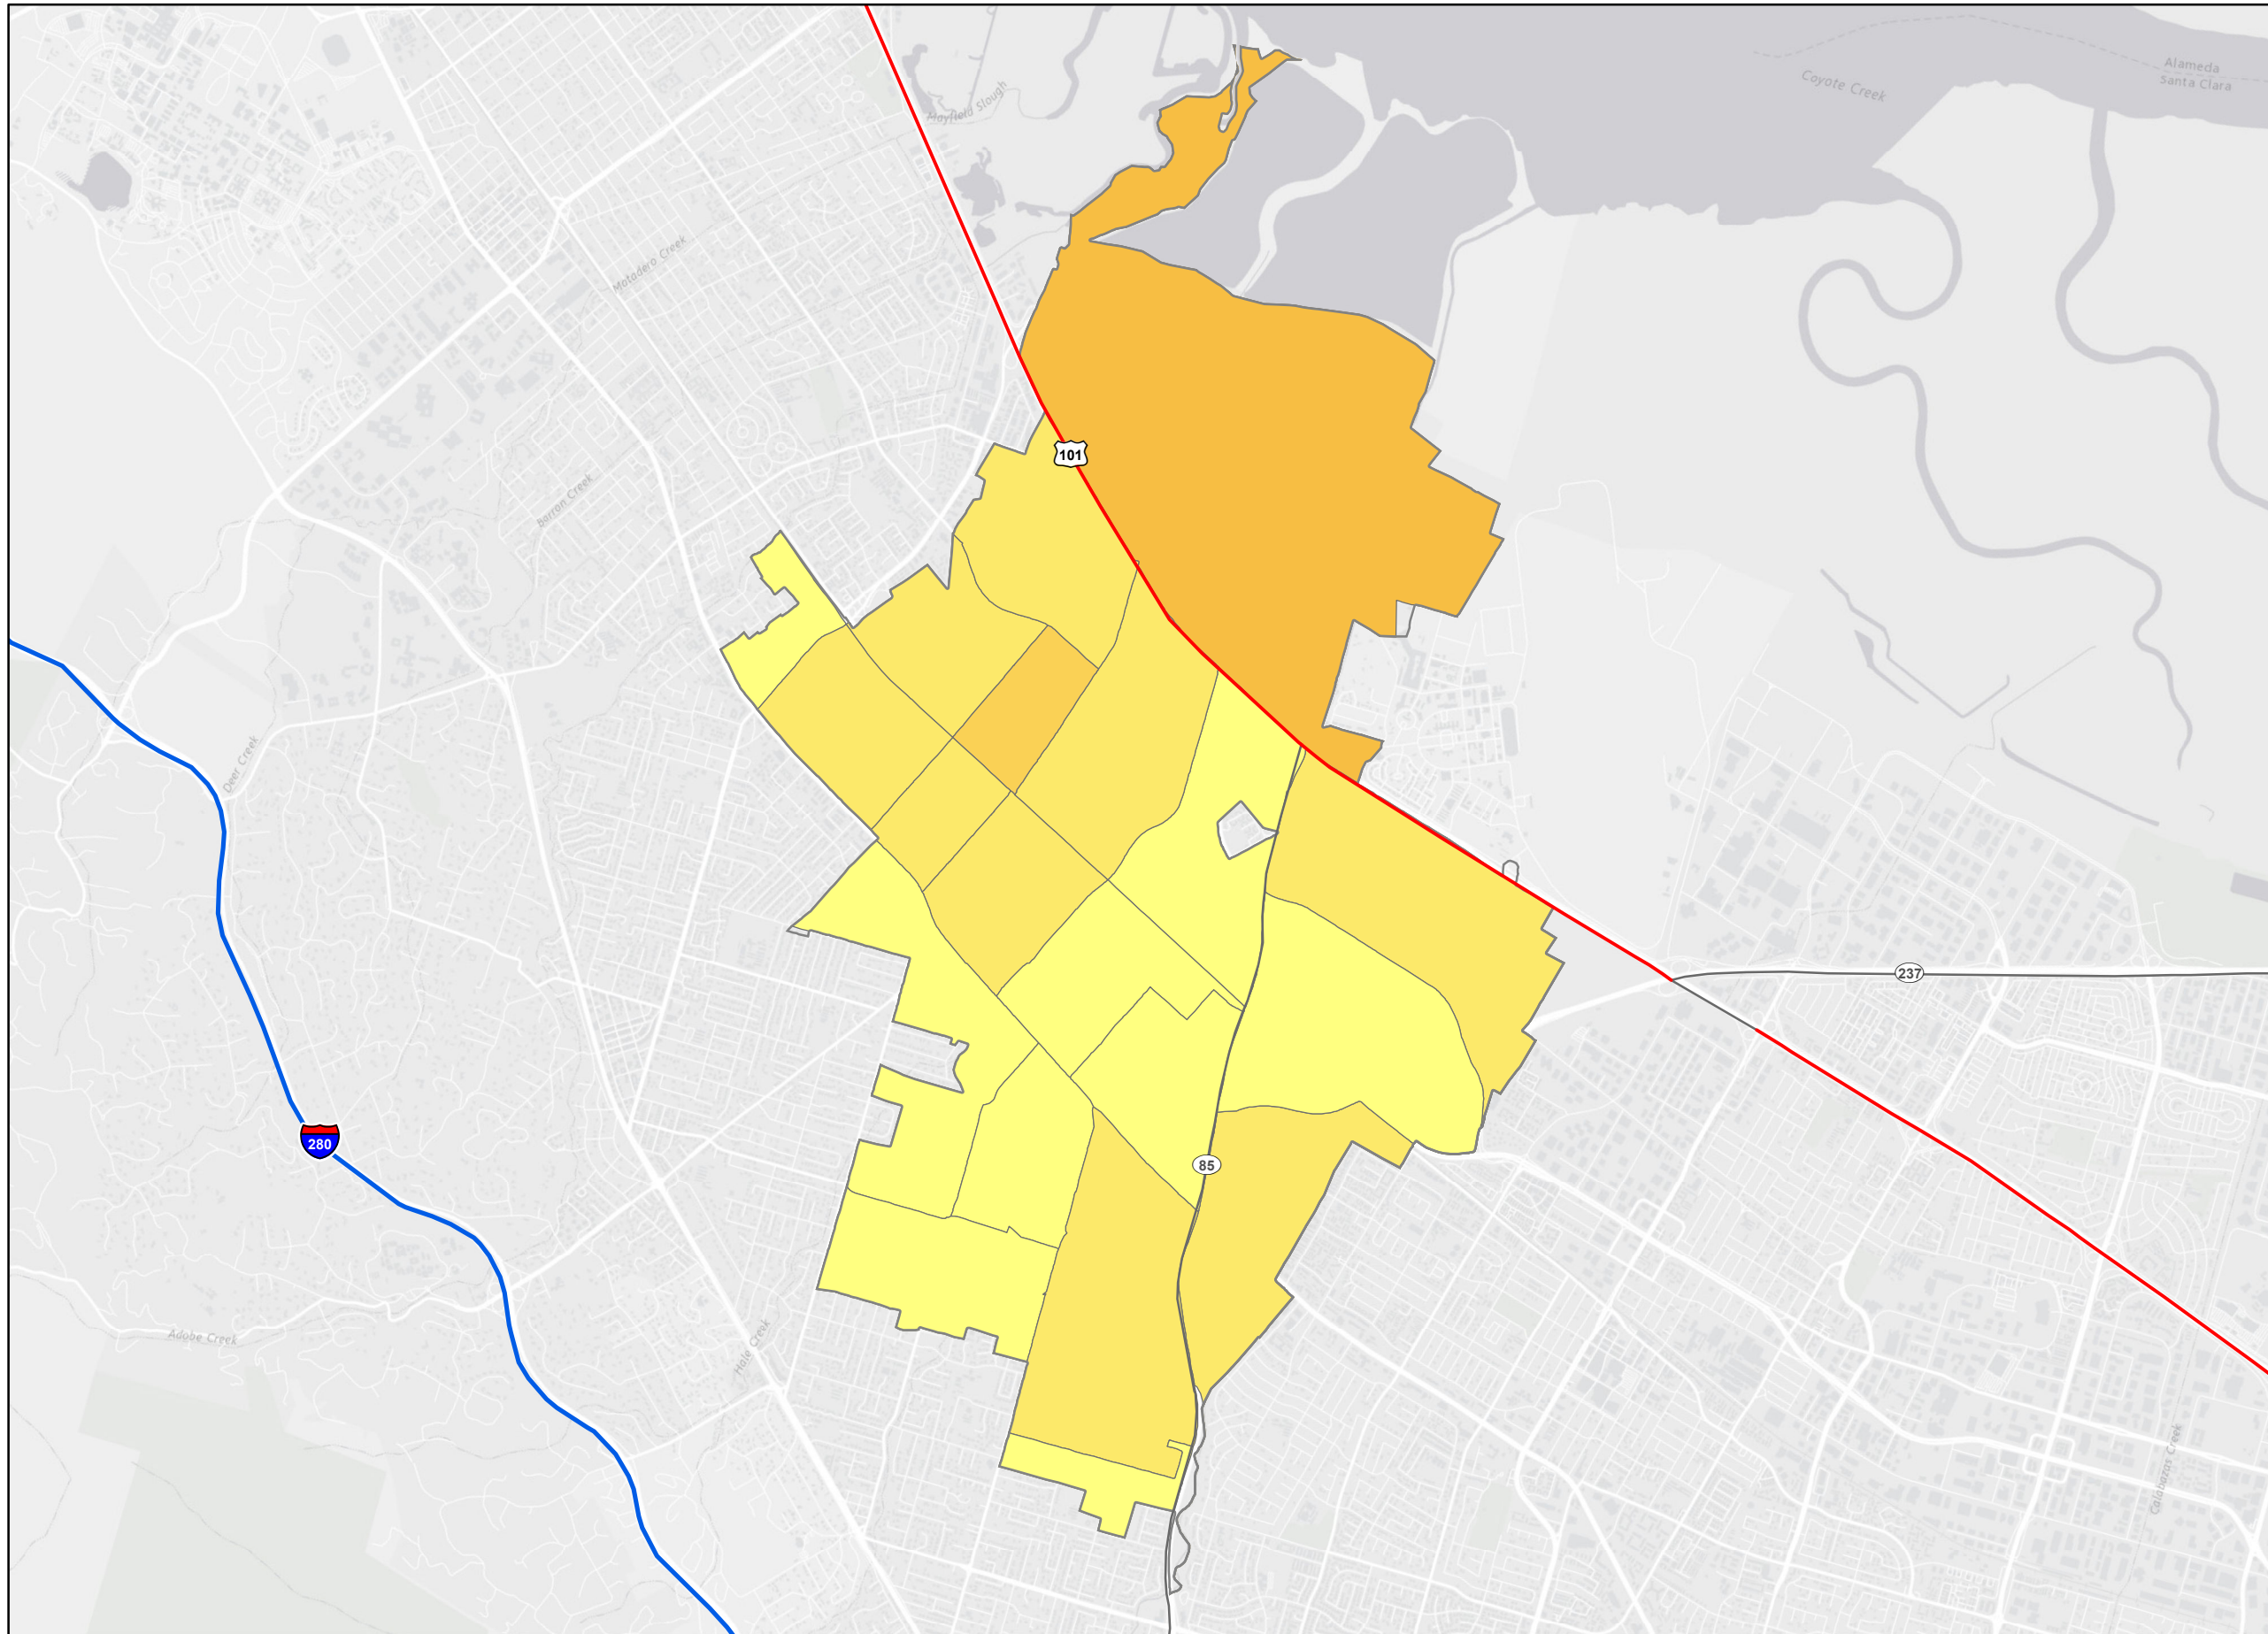 Alameda
Santa Clara
Coyote Creek
Mayfield Slough
Matadero Creek
101
Barron Creek
Deer Creek
237
280
85
Adobe Creek
Hale Creek
Calabazas Creek